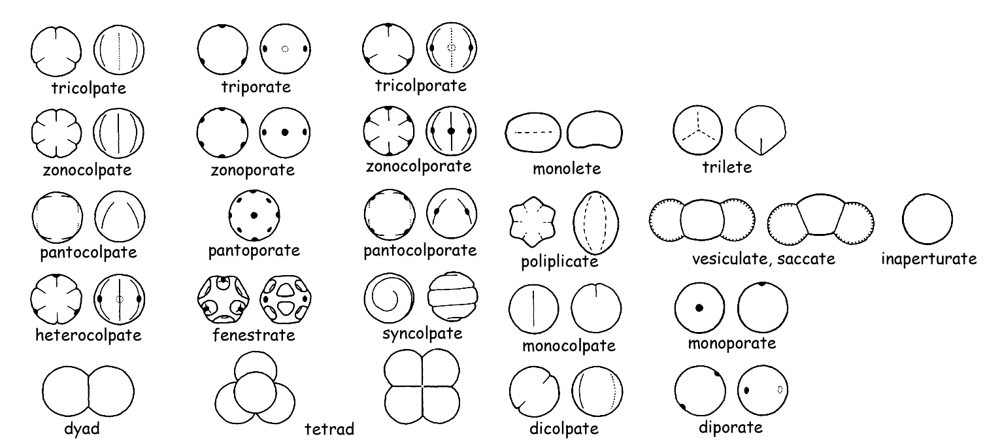 tricolpate
triporate
tricolporate
zonocolpate
zonoporate
zonocolporate
monolete
trilete
pantocolpate
pantoporate
pantocolporate
poliplicate
vesiculate, saccate
inaperturate
heterocolpate
fenestrate
syncolpate
monocolpate
monoporate
dyad
tetrad
dicolpate
diporate